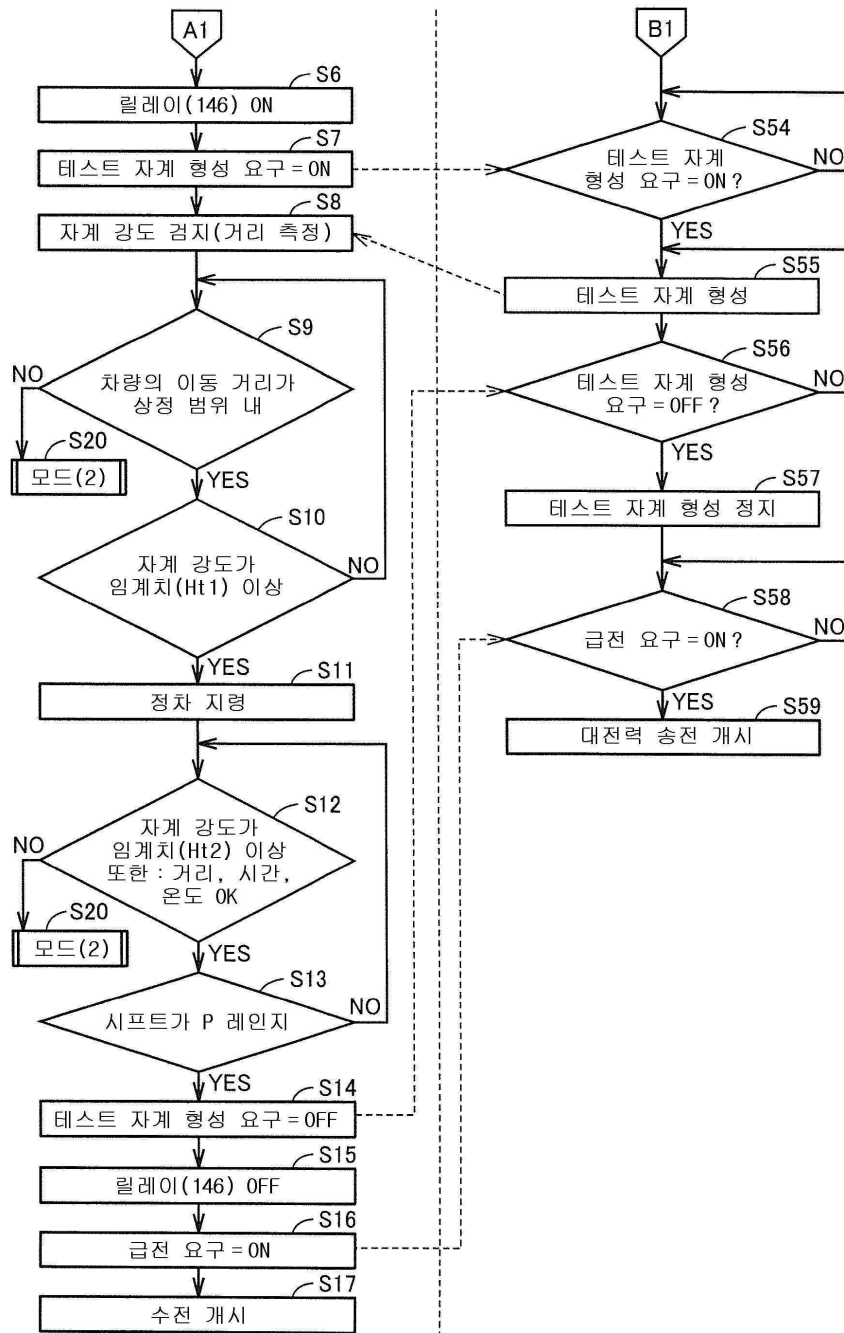 A1
S6
릴레이(146) ON
S7
테스트 자계 형성 요구=ON
S8
자계 강도 검지(거리 측정)
S9
차량의 이동 거리가
상정 범위 내
NO
S20
모드(2)
YES
S10
자계 강도가
임계치(Ht1) 이상
NO
YES
S11
정차 지령
S12
자계 강도가
임계치(Ht2) 이상
또한 : 거리, 시간,
온도 OK
NO
S20
모드(2)
YES
S13
시프트가 P 레인지
NO
YES
S14
테스트 자계 형성 요구=OFF
S15
릴레이(146) OFF
S16
급전 요구=ON
S17
수전 개시
B1
S54
테스트 자계
형성 요구=ON?
NO
YES
S55
테스트 자계 형성
S56
테스트 자계 형성
요구=OFF?
NO
YES
S57
테스트 자계 형성 정지
S58
급전 요구=ON?
NO
YES
S59
대전력 송전 개시